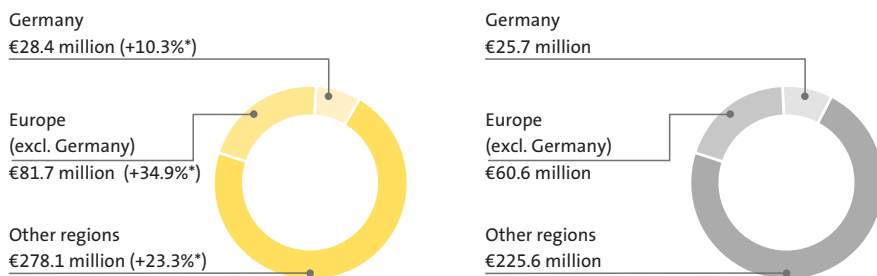 Germany
€28.4 million (+10.3%*)
Europe
(excl. Germany)
€81.7 million (+34.9%*)
Other regions
€278.1 million (+23.3%*)
Germany
€25.7 million
Europe
(excl. Germany)
€60.6 million
Other regions
€225.6 million